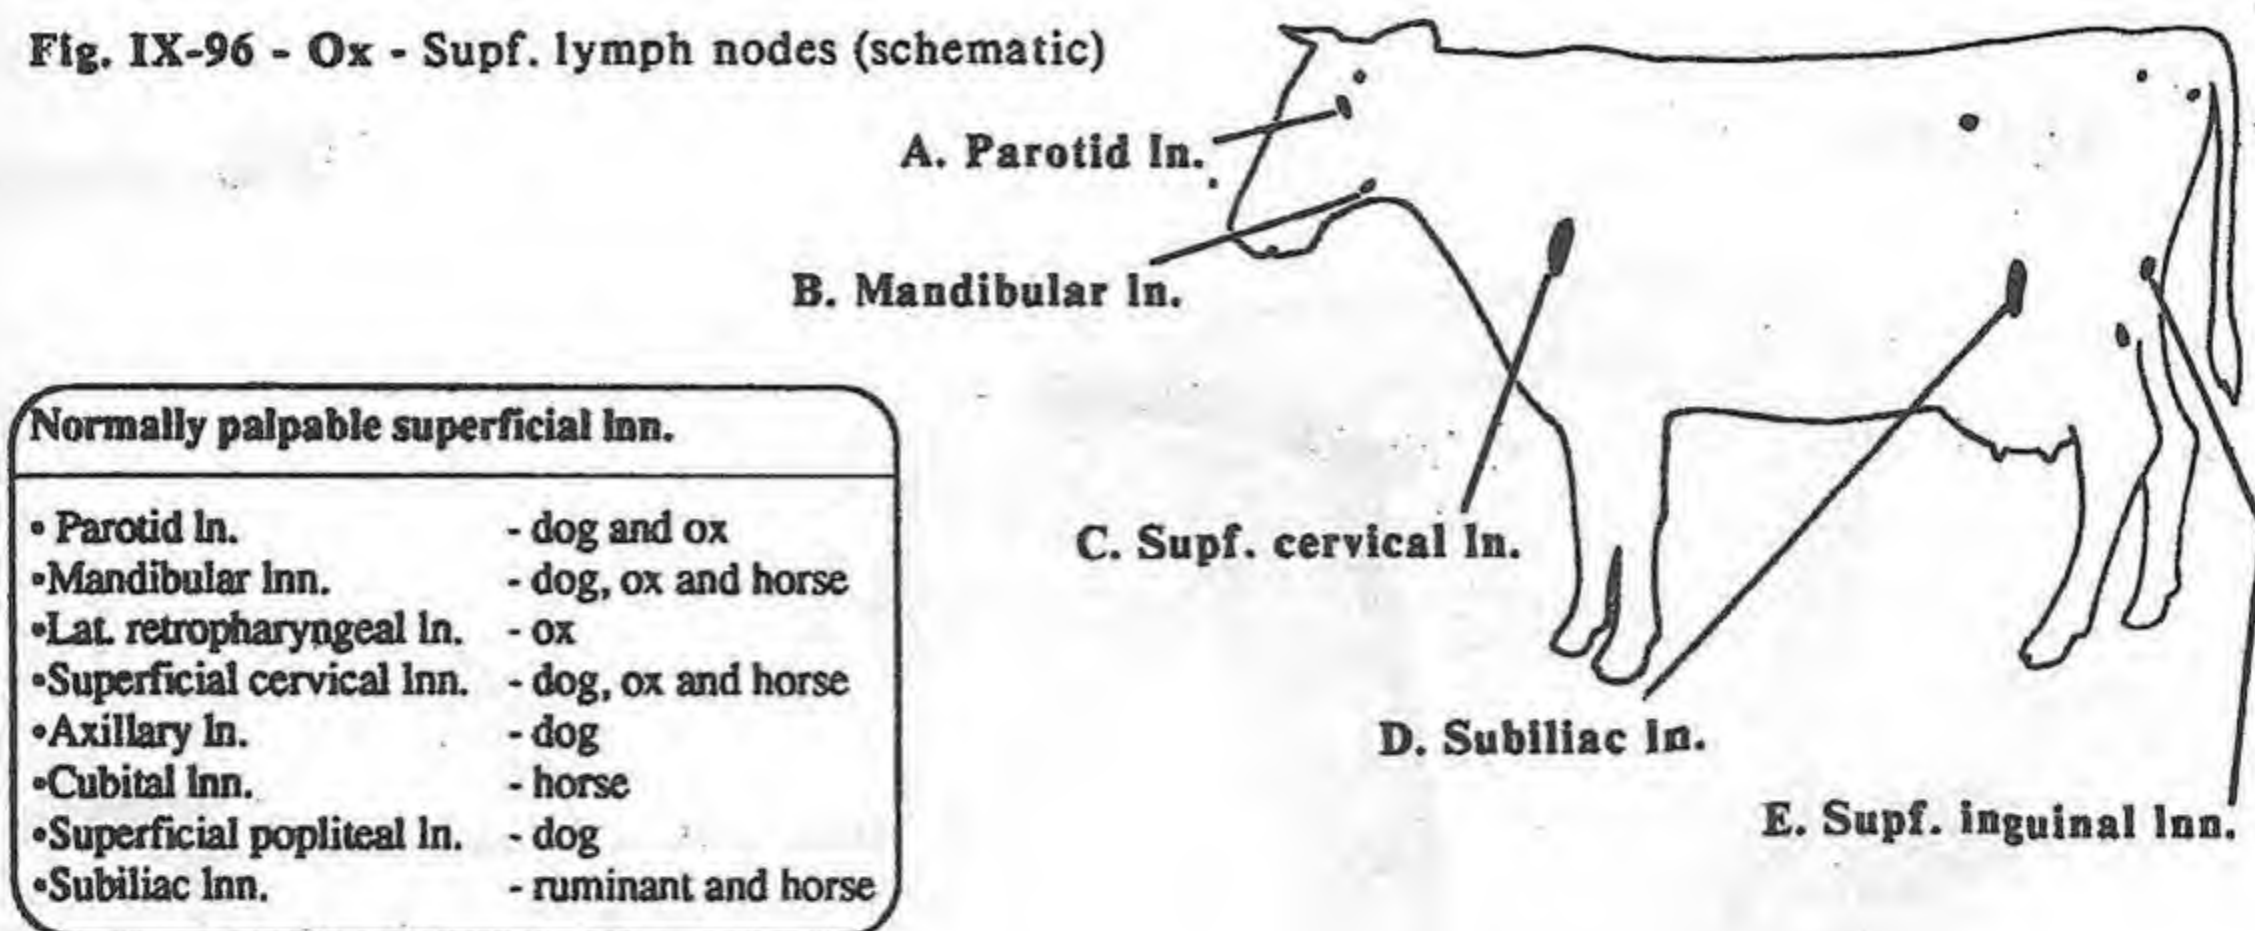 Fig. IX-96 - Ox - Supf. lymph nodes (schematic)
A. Parotid ln.
B. Mandibular ln.
C. Supf. cervical ln.
D. Subiliac ln.
E. Supf. inguinal lnn.
Normally palpable superficial lnn.
• Parotid ln. - dog and ox
•Mandibular lnn. - dog, ox and horse
•Lat. retropharyngeal ln. - ox
•Superficial cervical lnn. - dog, ox and horse
•Axillary ln. - dog
•Cubital lnn. - horse
•Superficial popliteal ln. - dog
•Subiliac lnn. - ruminant and horse